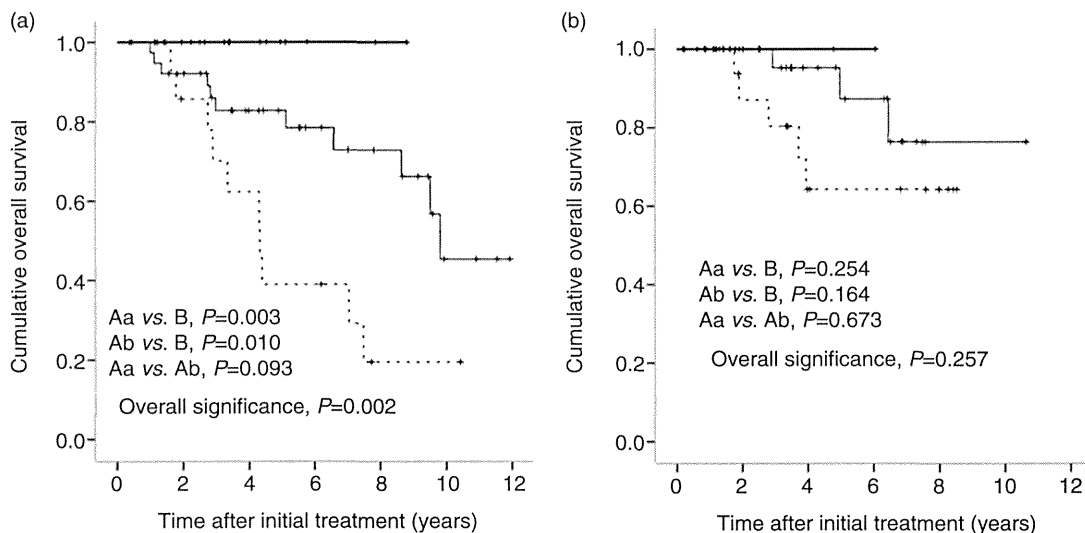 (a)
Cumulative overall survival
1.0
0.8
0.6
0.4
0.2
0.0
Aa vs. B, P=0.003
Ab vs. B, P=0.010
Aa vs. Ab, P=0.093
Overall significance, P=0.002
0 2 4 6 8 10 12
Time after initial treatment (years)
(b)
Cumulative overall survival
1.0
0.8
0.6
0.4
0.2
0.0
Aa vs. B, P=0.254
Ab vs. B, P=0.164
Aa vs. Ab, P=0.673
Overall significance, P=0.257
0 2 4 6 8 10 12
Time after initial treatment (years)